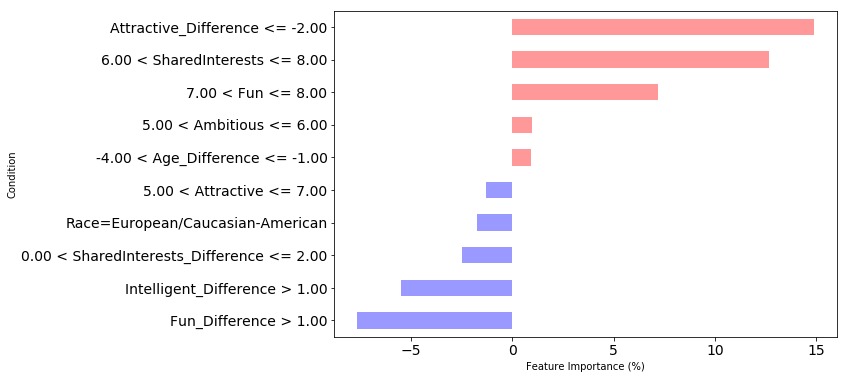 Attractive_Difference <= -2.00
6.00 < SharedInterests <= 8.00
7.00 < Fun <= 8.00
5.00 < Ambitious <= 6.00
-4.00 < Age_Difference <= -1.00
5.00 < Attractive <= 7.00
Race=European/Caucasian-American
0.00 < SharedInterests_Difference <= 2.00
Intelligent_Difference > 1.00
Fun_Difference > 1.00
Condition
−5 0 5 10 15
Feature Importance (%)